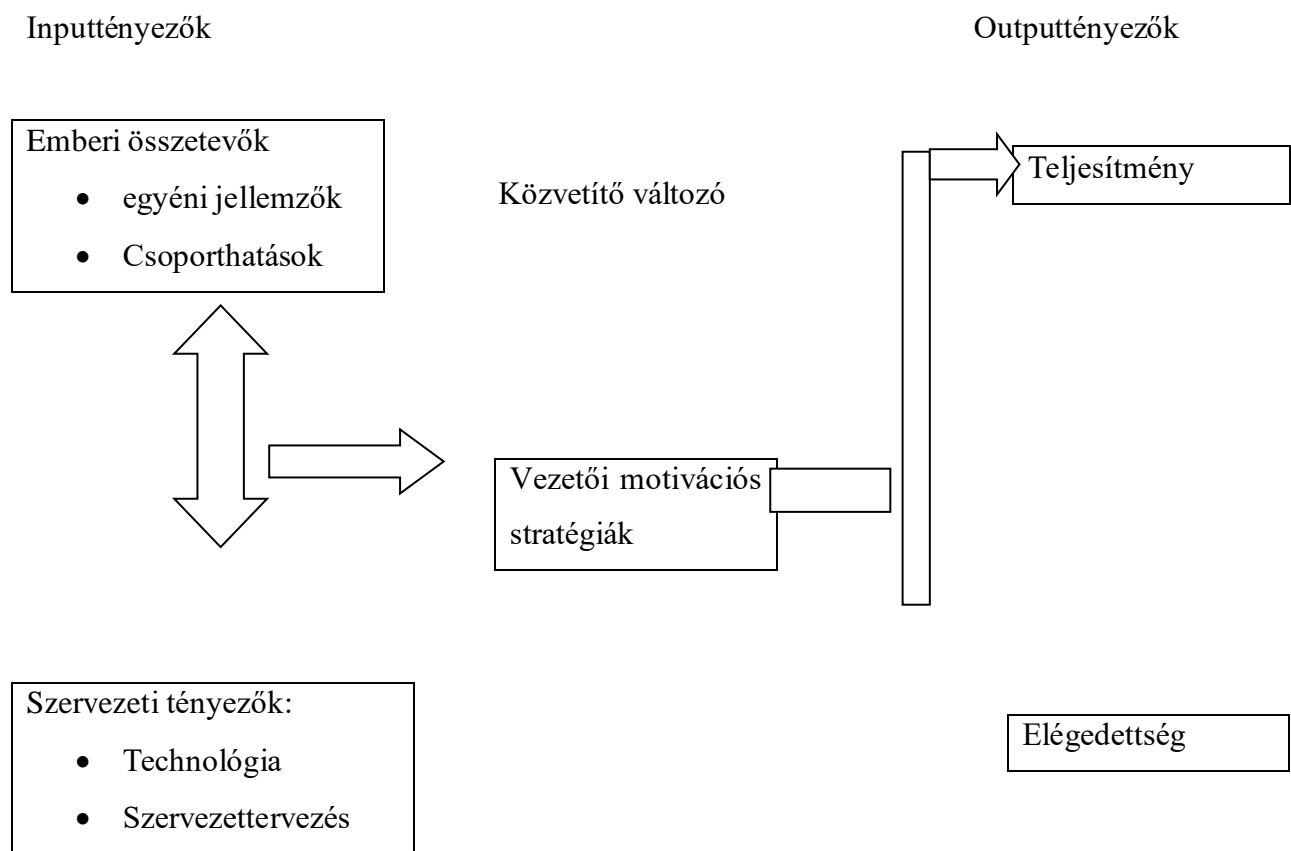 Inputtényezők
Outputtényezők
Emberi összetevők
• egyéni jellemzők
• Csoporthatások
Közvetítő változó
Teljesítmény
Vezetői motivációs
stratégiák
Szervezeti tényezők:
• Technológia
• Szervezettervezés
Elégedettség